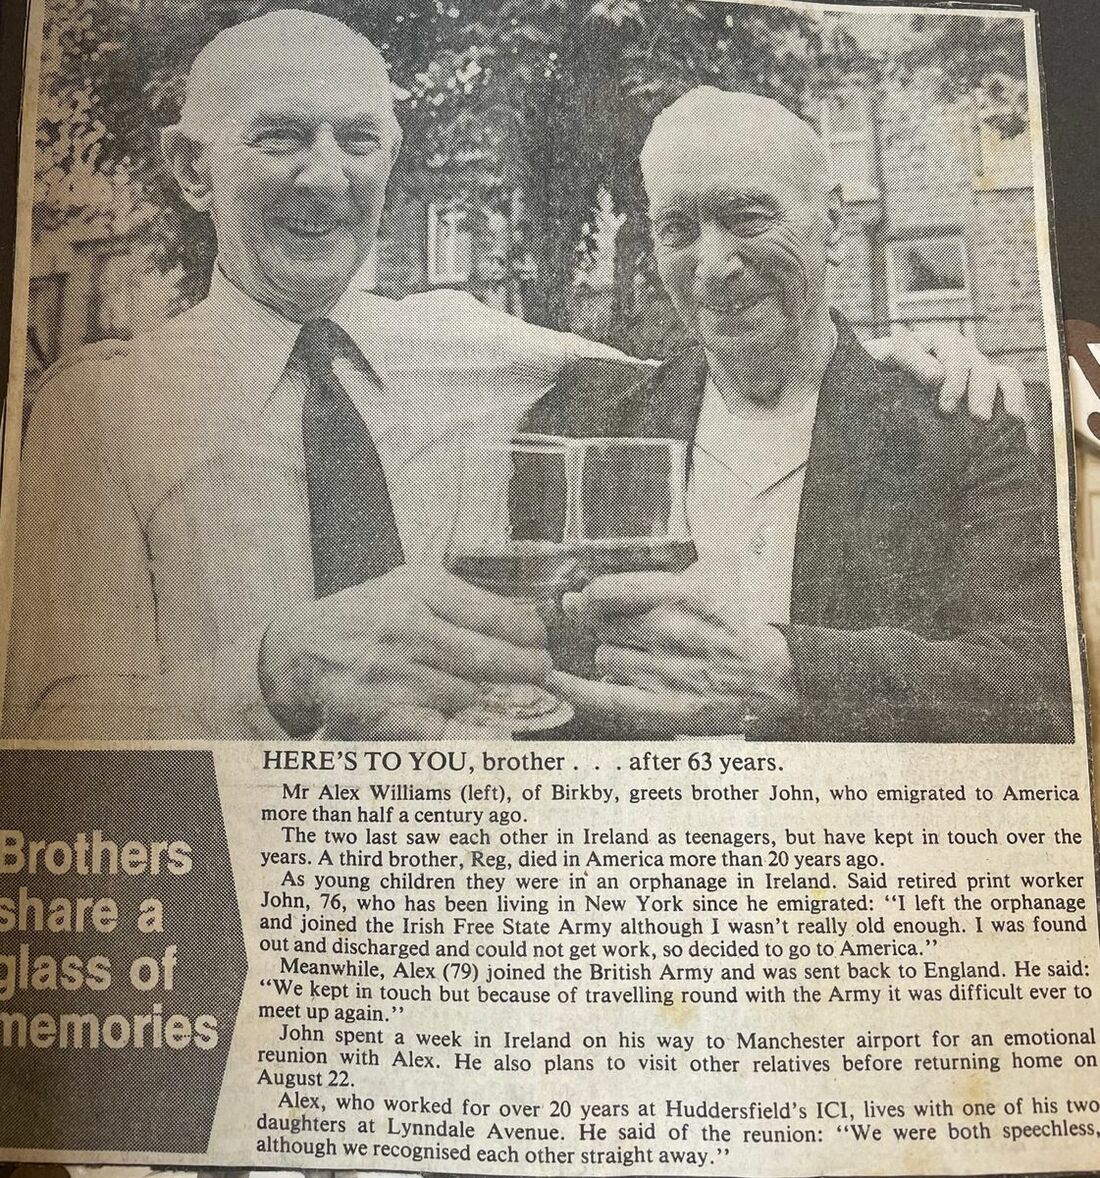 HERE'S TO YOU, brother . . . after 63 years.
Mr Alex Williams (left), of Birkby, greets brother John, who emigrated to America
more than half a century ago.
The two last saw each other in Ireland as teenagers, but have kept in touch over the
years. A third brother, Reg, died in America more than 20 years ago.
As young children they were in an orphanage in Ireland. Said retired print worker
John, 76, who has been living in New York since he emigrated: “I left the orphanage
and joined the Irish Free State Army although I wasn't really old enough. I was found
out and discharged and could not get work, so decided to go to America.”
Meanwhile, Alex (79) joined the British Army and was sent back to England. He said:
“We kept in touch but because of travelling round with the Army it was difficult ever to
meet up again.”
John spent a week in Ireland on his way to Manchester airport for an emotional
reunion with Alex. He also plans to visit other relatives before returning home on
August 22.
Alex, who worked for over 20 years at Huddersfield's ICI, lives with one of his two
daughters at Lynndale Avenue. He said of the reunion: “We were both speechless,
although we recognised each other straight away.”
Brothers
share a
glass of
memories